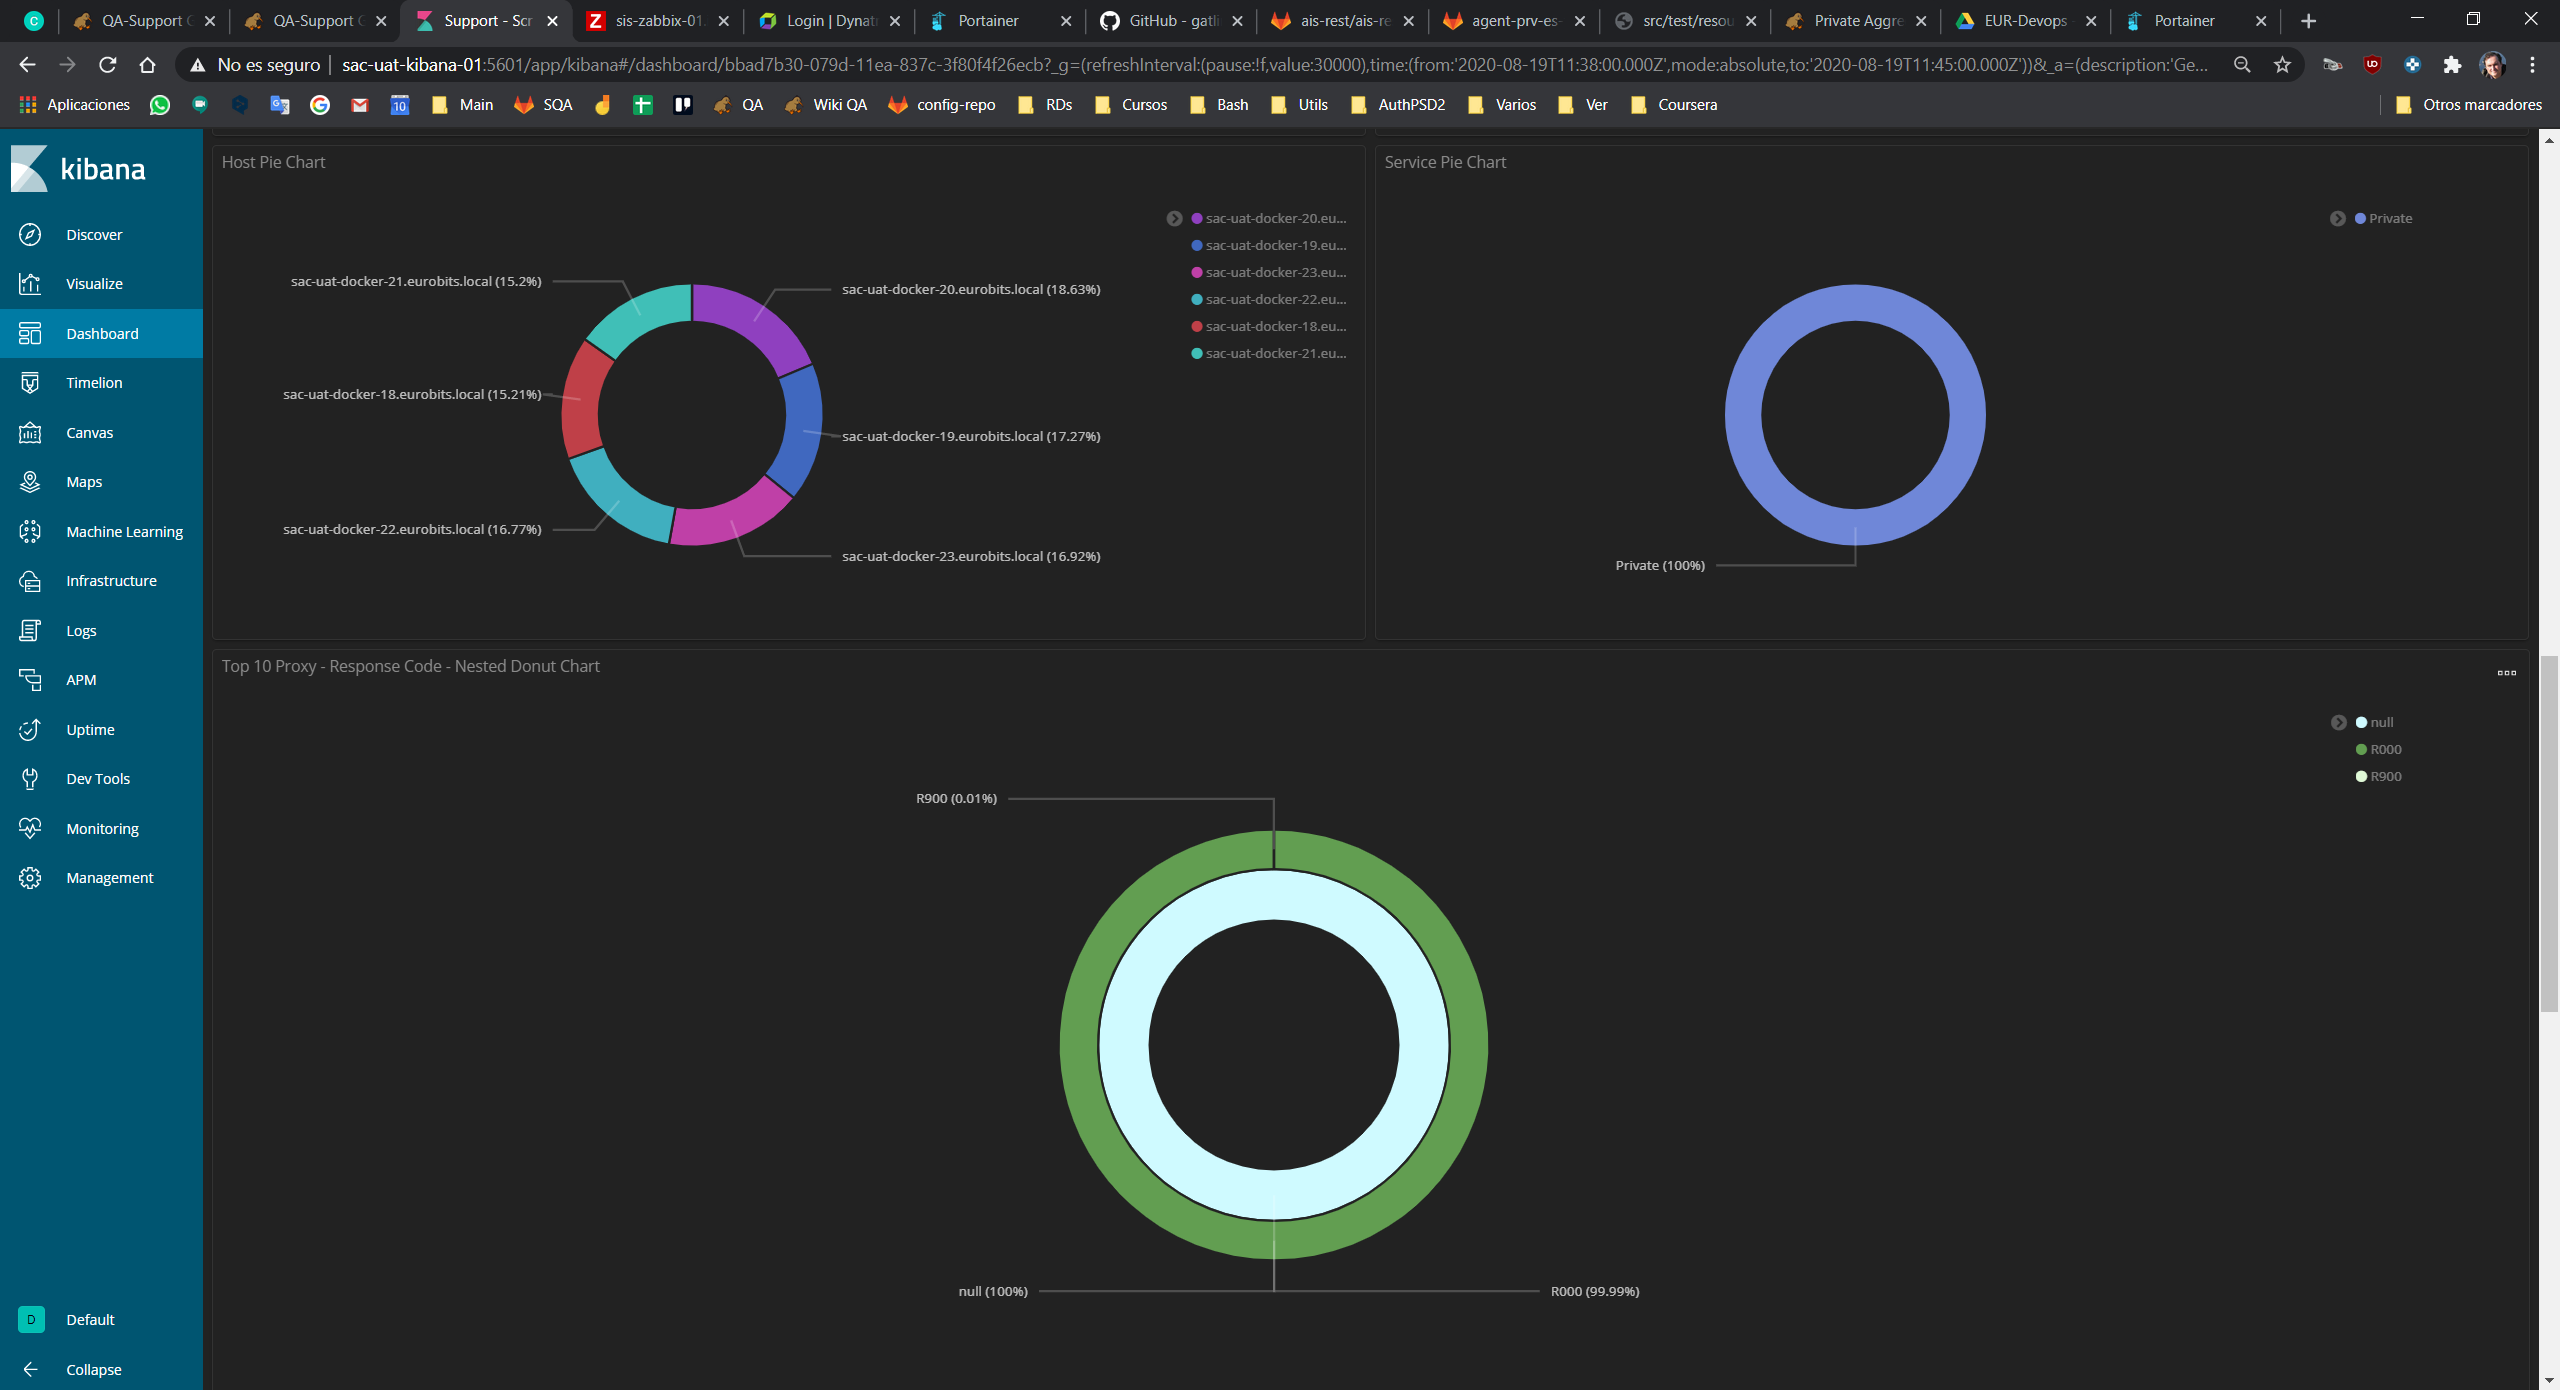 QA-Support
QA-Support
Support - Scr
sis-zabbix-01.
Login | Dynat
Portainer
GitHub - gatli
ais-rest/ais-re
agent-prv-es-
src/test/resou
Private Aggre
EUR-Devops
Portainer
No es seguro | sac-uat-kibana-01:5601/app/kibana#/dashboard/bbad7b30-079d-11ea-837c-3f80f4f26ecb?_g=(refreshInterval:(pause:!f,value:30000),time:(from:'2020-08-19T11:38:00.000Z',mode:absolute,to:'2020-08-19T11:45:00.000Z'))&_a=(description:'Ge...
Aplicaciones
Main
SQA
QA
Wiki QA
config-repo
RDs
Cursos
Bash
Utils
AuthPSD2
Varios
Ver
Coursera
Otros marcadores
kibana
Discover
Visualize
Dashboard
Timelion
Canvas
Maps
Machine Learning
Infrastructure
Logs
APM
Uptime
Dev Tools
Monitoring
Management
D Default
Collapse
Host Pie Chart
sac-uat-docker-20.eu...
sac-uat-docker-19.eu...
sac-uat-docker-23.eu...
sac-uat-docker-22.eu...
sac-uat-docker-18.eu...
sac-uat-docker-21.eu...
sac-uat-docker-21.eurobits.local (15.2%)
sac-uat-docker-20.eurobits.local (18.63%)
sac-uat-docker-18.eurobits.local (15.21%)
sac-uat-docker-19.eurobits.local (17.27%)
sac-uat-docker-22.eurobits.local (16.77%)
sac-uat-docker-23.eurobits.local (16.92%)
Service Pie Chart
Private
Private (100%)
Top 10 Proxy - Response Code - Nested Donut Chart
null
R000
R900
R900 (0.01%)
null (100%)
R000 (99.99%)